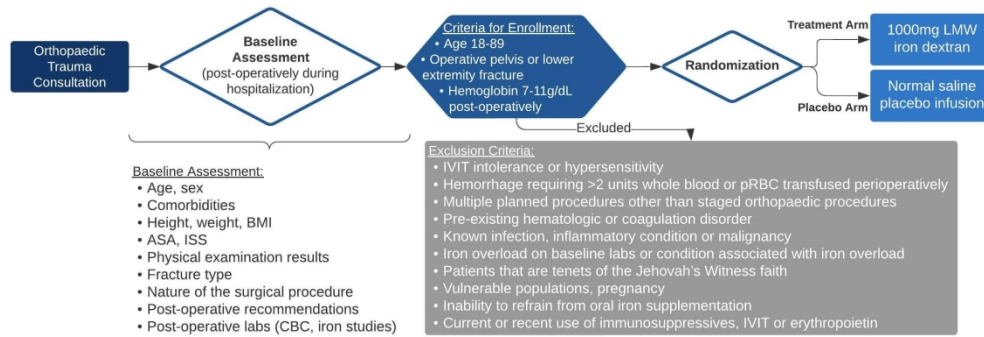 Orthopaedic
Trauma
Consultation
Baseline
Assessment
(post-operatively during
hospitalization)
Criteria for Enrollment:
• Age 18-89
• Operative pelvis or lower
extremity fracture
• Hemoglobin 7-11g/dL
post-operatively
Randomization
Treatment Arm
1000mg LMW
iron dextran
Placebo Arm
Normal saline
placebo infusion
Excluded
Baseline Assessment:
• Age, sex
• Comorbidities
• Height, weight, BMI
• ASA, ISS
• Physical examination results
• Fracture type
• Nature of the surgical procedure
• Post-operative recommendations
• Post-operative labs (CBC, iron studies)
Exclusion Criteria:
• IVIT intolerance or hypersensitivity
• Hemorrhage requiring >2 units whole blood or pRBC transfused perioperatively
• Multiple planned procedures other than staged orthopaedic procedures
• Pre-existing hematologic or coagulation disorder
• Known infection, inflammatory condition or malignancy
• Iron overload on baseline labs or condition associated with iron overload
• Patients that are tenets of the Jehovah's Witness faith
• Vulnerable populations, pregnancy
• Inability to refrain from oral iron supplementation
• Current or recent use of immunosuppressives, IVIT or erythropoietin